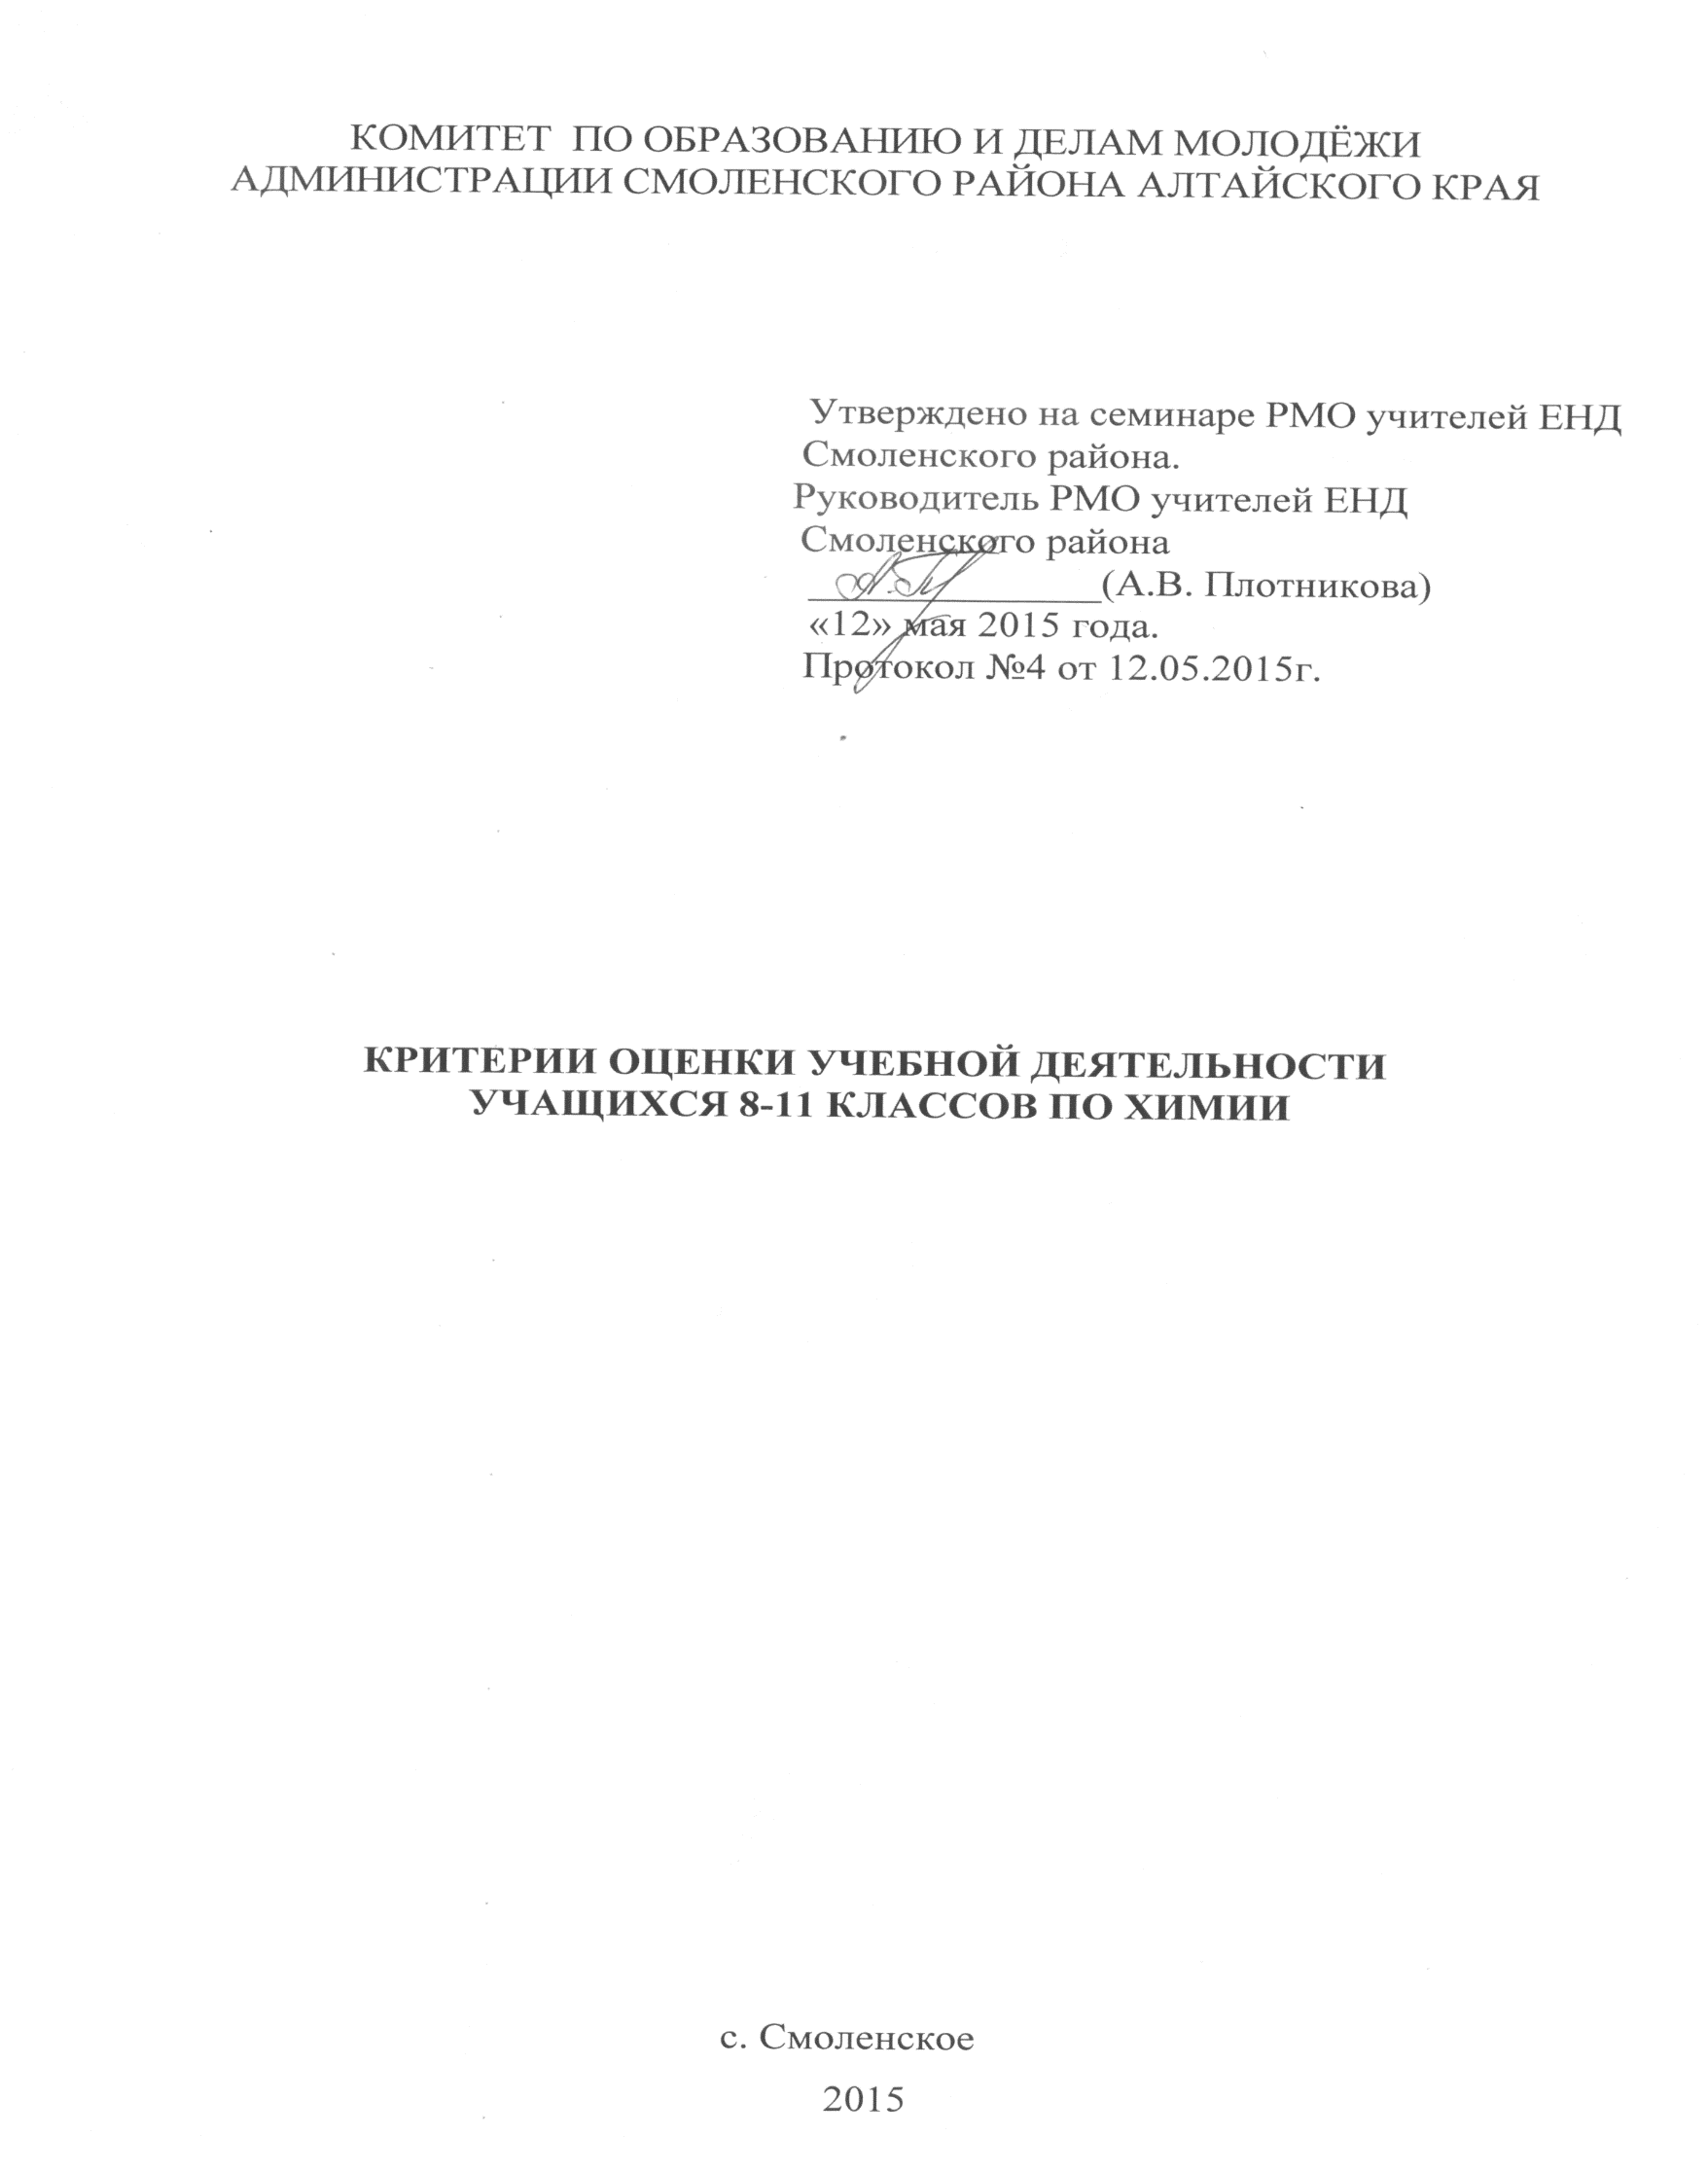 КОМИТЕТ ПО ОБРАЗОВАНИЮ И ДЕЛАМ МОЛОДЁЖИ
АДМИНИСТРАЦИИ СМОЛЕНСКОГО РАЙОНА АЛТАЙСКОГО КРАЯ
Утверждено на семинаре РМО учителей ЕНД
Смоленского района.
Руководитель РМО учителей ЕНД
Смоленского района
(А.В. Плотникова)
«12» мая 2015 года.
Протокол №4 от 12.05.2015г.
КРИТЕРИИ ОЦЕНКИ УЧЕБНОЙ ДЕЯТЕЛЬНОСТИ
УЧАЩИХСЯ 8-11 КЛАССОВ ПО ХИМИИ
с. Смоленское
2015